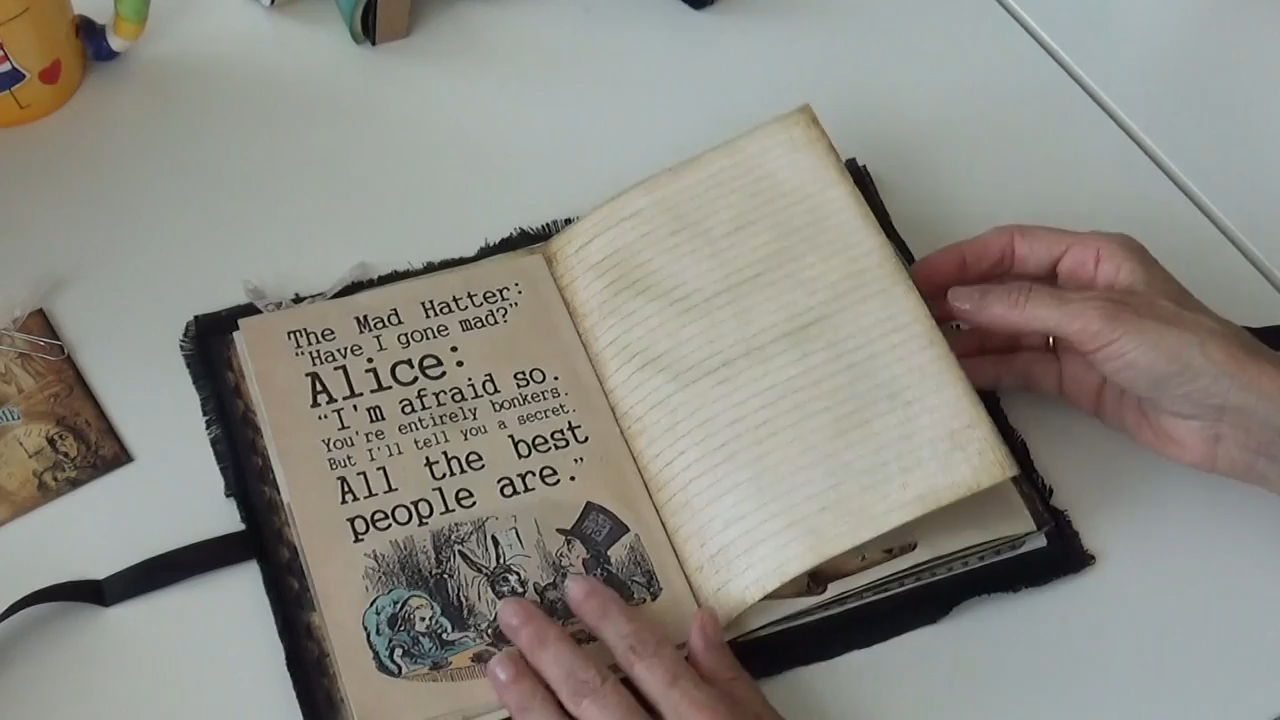 The Mad Hatter:
“Have I gone mad?”
Alice:
“I'm afraid so.
You're entirely bonkers.
But I'll tell you a secret.
All the best
people are.”